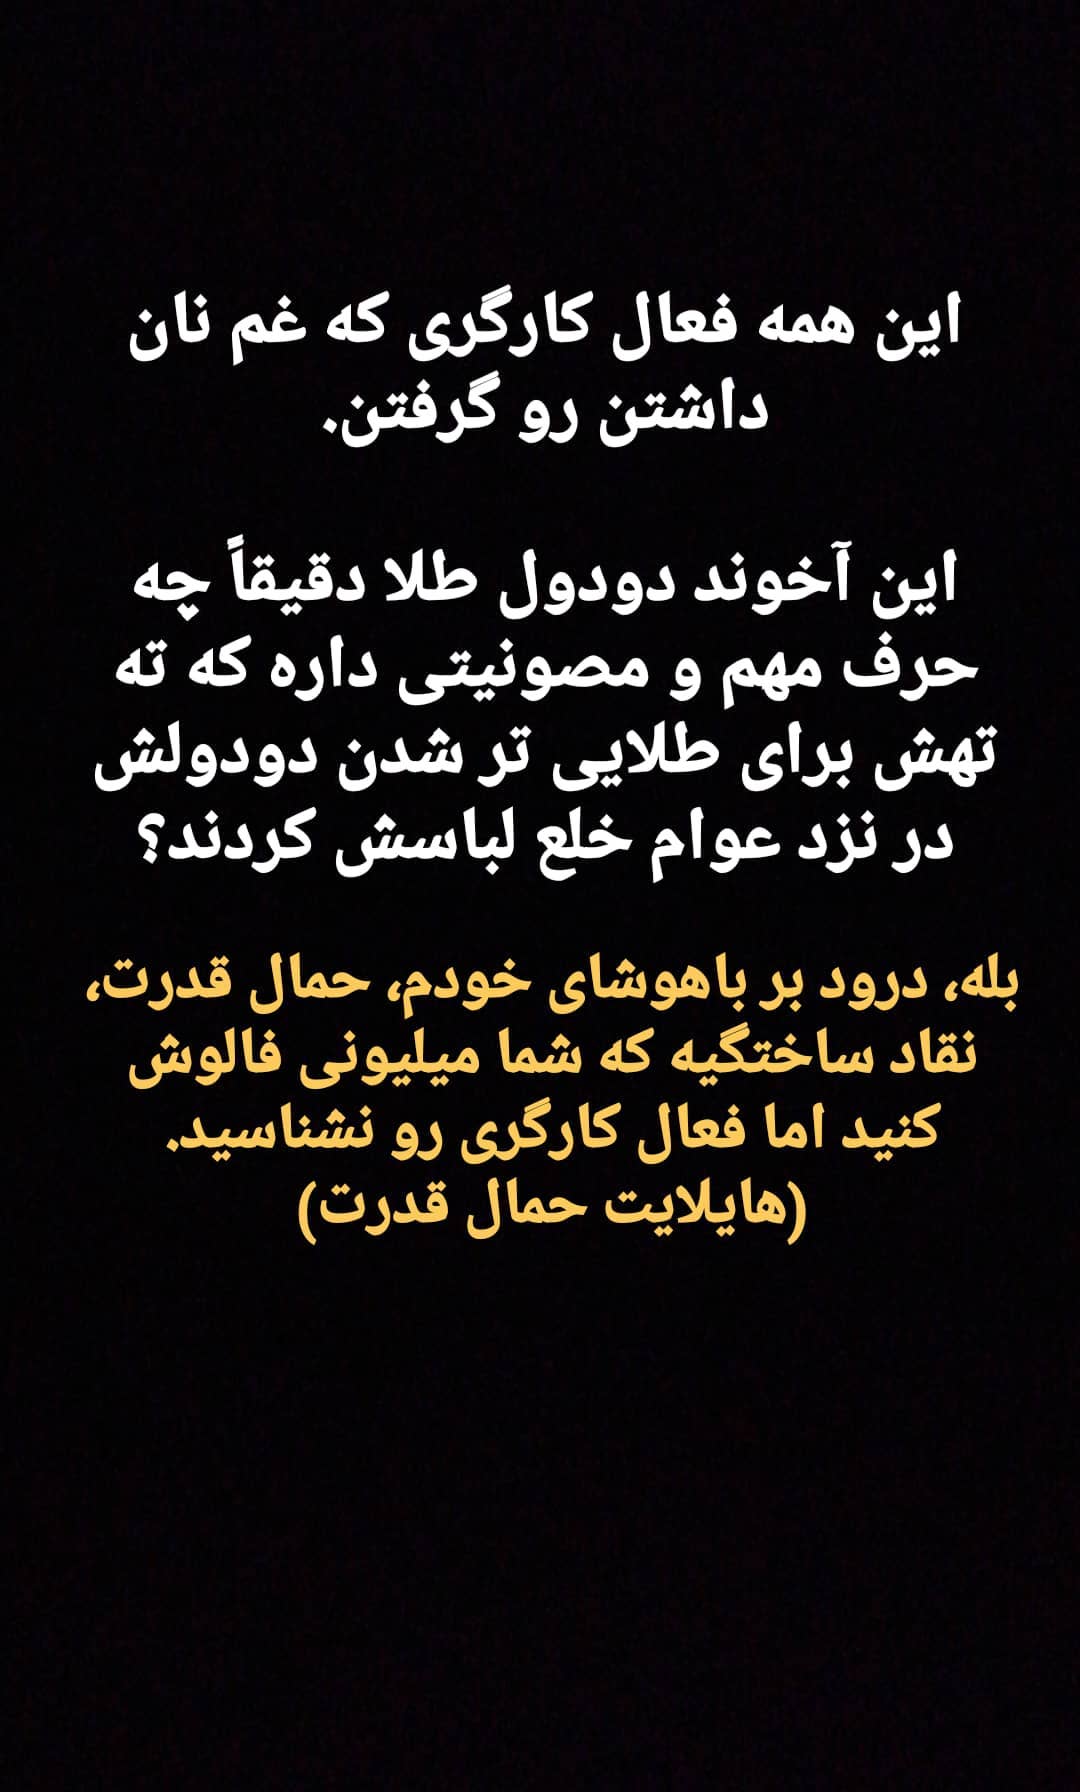 این همه فعال کارگری که غم نان
داشتن رو گرفتن.
این آخوند دودول طلا دقیقاً چه
حرف مهم و مصونیتی داره که ته
تهش برای طلایی تر شدن دودولش
در نزد عوام خلع لباسش کردند؟
بله، درود بر باهوشای خودم، حمال قدرت،
نقاد ساختگیه که شما میلیونی فالوش
کنید اما فعال کارگری رو نشناسید.
(هایلایت حمال قدرت)